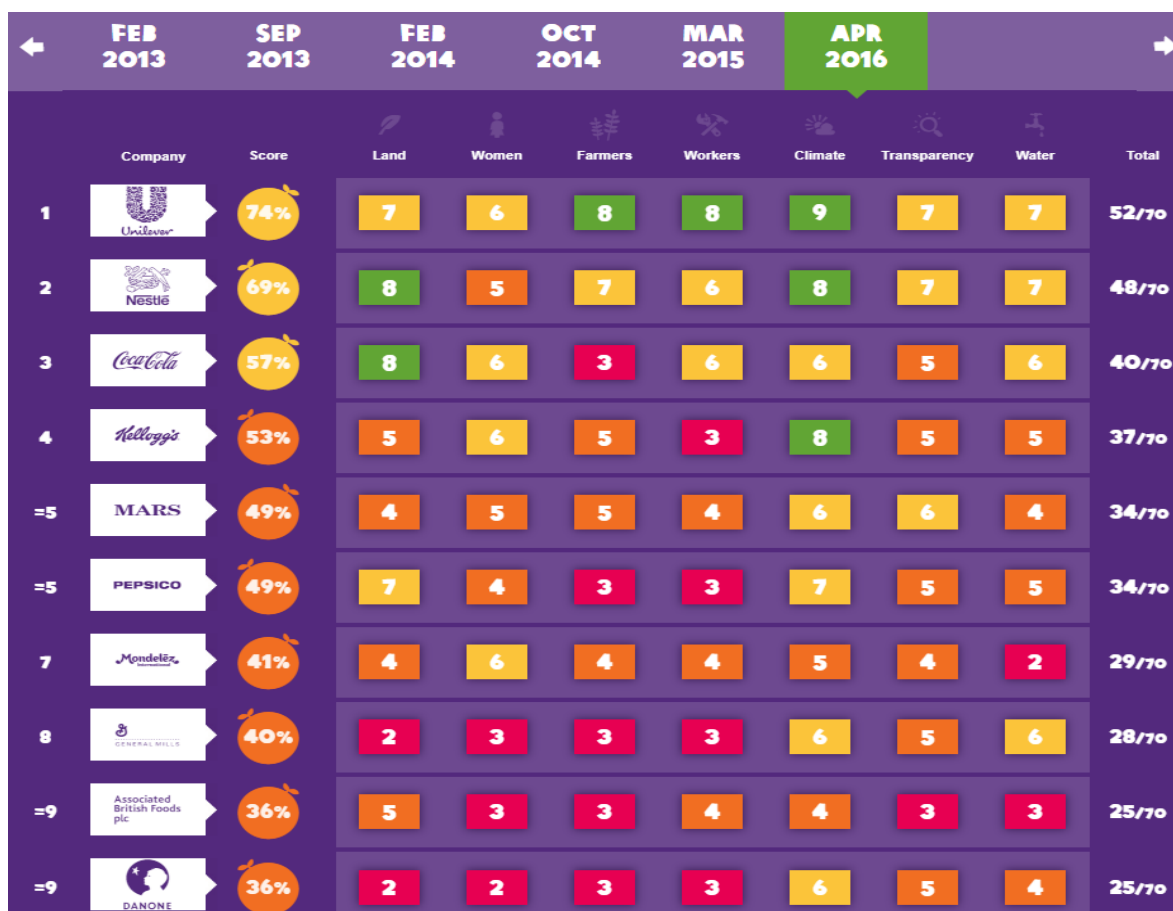 FEB SEP FEB OCT MAR APR
2013 2013 2014 2014 2015 2016
Company Score Land Women Farmers Workers Climate Transparency Water Total
1 Unilever 74% 7 6 8 8 9 7 7 52/70
2 Nestlé 69% 8 5 7 6 8 7 7 48/70
3 Coca-Cola 57% 8 6 3 6 6 5 6 40/70
4 Kellogg's 53% 5 6 5 3 8 5 5 37/70
=5 MARS 49% 4 5 5 4 6 6 4 34/70
=5 PEPSICO 49% 7 4 3 3 7 5 5 34/70
7 Mondelēz International 41% 4 6 4 4 5 4 2 29/70
8 G GENERAL MILLS 40% 2 3 3 3 6 5 6 28/70
=9 Associated British Foods plc 36% 5 3 3 4 4 3 3 25/70
=9 DANONE 36% 2 2 3 3 6 5 4 25/70